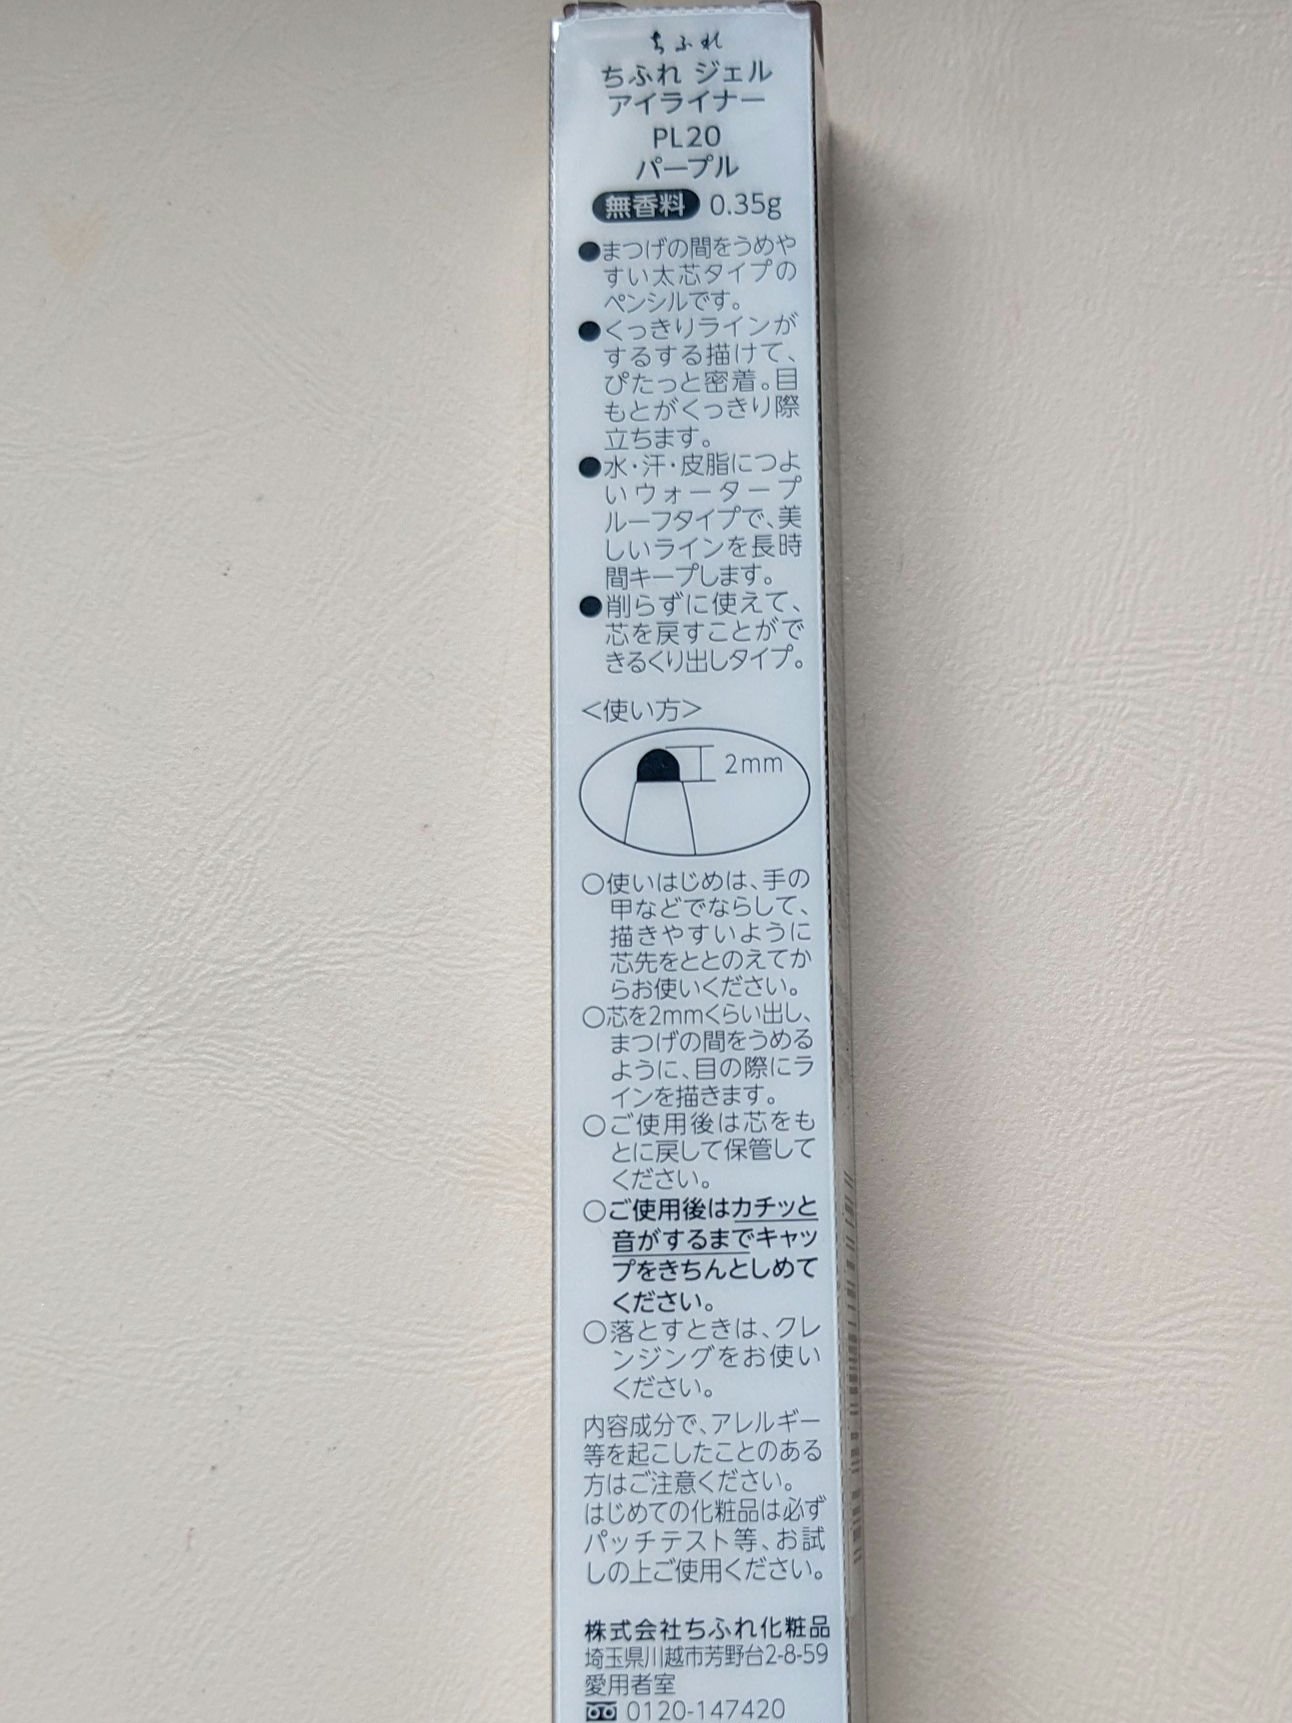 ちふれ
ちふれ ジェル
アイライナー
PL20
パープル
無香料 0.35g
●まつげの間をうめや
すい太芯タイプの
ペンシルです。
●くっきりラインが
するする描けて、
ぴたっと密着。目
もとがくっきり際
立ちます。
●水・汗・皮脂につよ
いウォータープ
ルーフタイプで、美
しいラインを長時
間キープします。
●削らずに使えて、
芯を戻すことがで
きるくり出しタイプ。
＜使い方＞
2mm
○使いはじめは、手の
甲などでならして、
描きやすいように
芯先をととのえてか
らお使いください。
○芯を2mmくらい出し、
まつげの間をうめる
ように、目の際にラ
インを描きます。
○ご使用後は芯をも
とに戻して保管して
ください。
○ご使用後はカチッと
音がするまでキャッ
プをきちんとしめて
ください。
○落とすときは、クレ
ンジングをお使い
ください。
内容成分で、アレルギー
等を起こしたことのある
方はご注意ください。
はじめての化粧品は必ず
パッチテスト等、お試
しの上ご使用ください。
株式会社ちふれ化粧品
埼玉県川越市芳野台2-8-59
愛用者室
0120-147420